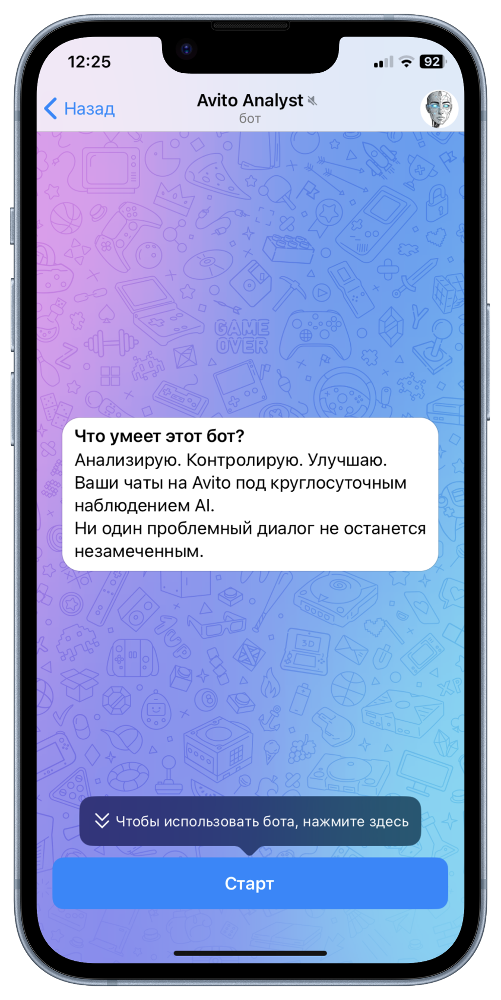 12:25
92
Назад
Avito Analyst
бот
GAME
OVER
Что умеет этот бот?
Анализирую. Контролирую. Улучшаю.
Ваши чаты на Avito под круглосуточным
наблюдением AI.
Ни один проблемный диалог не останется
незамеченным.
1UP
3D
XP
Чтобы использовать бота, нажмите здесь
Старт